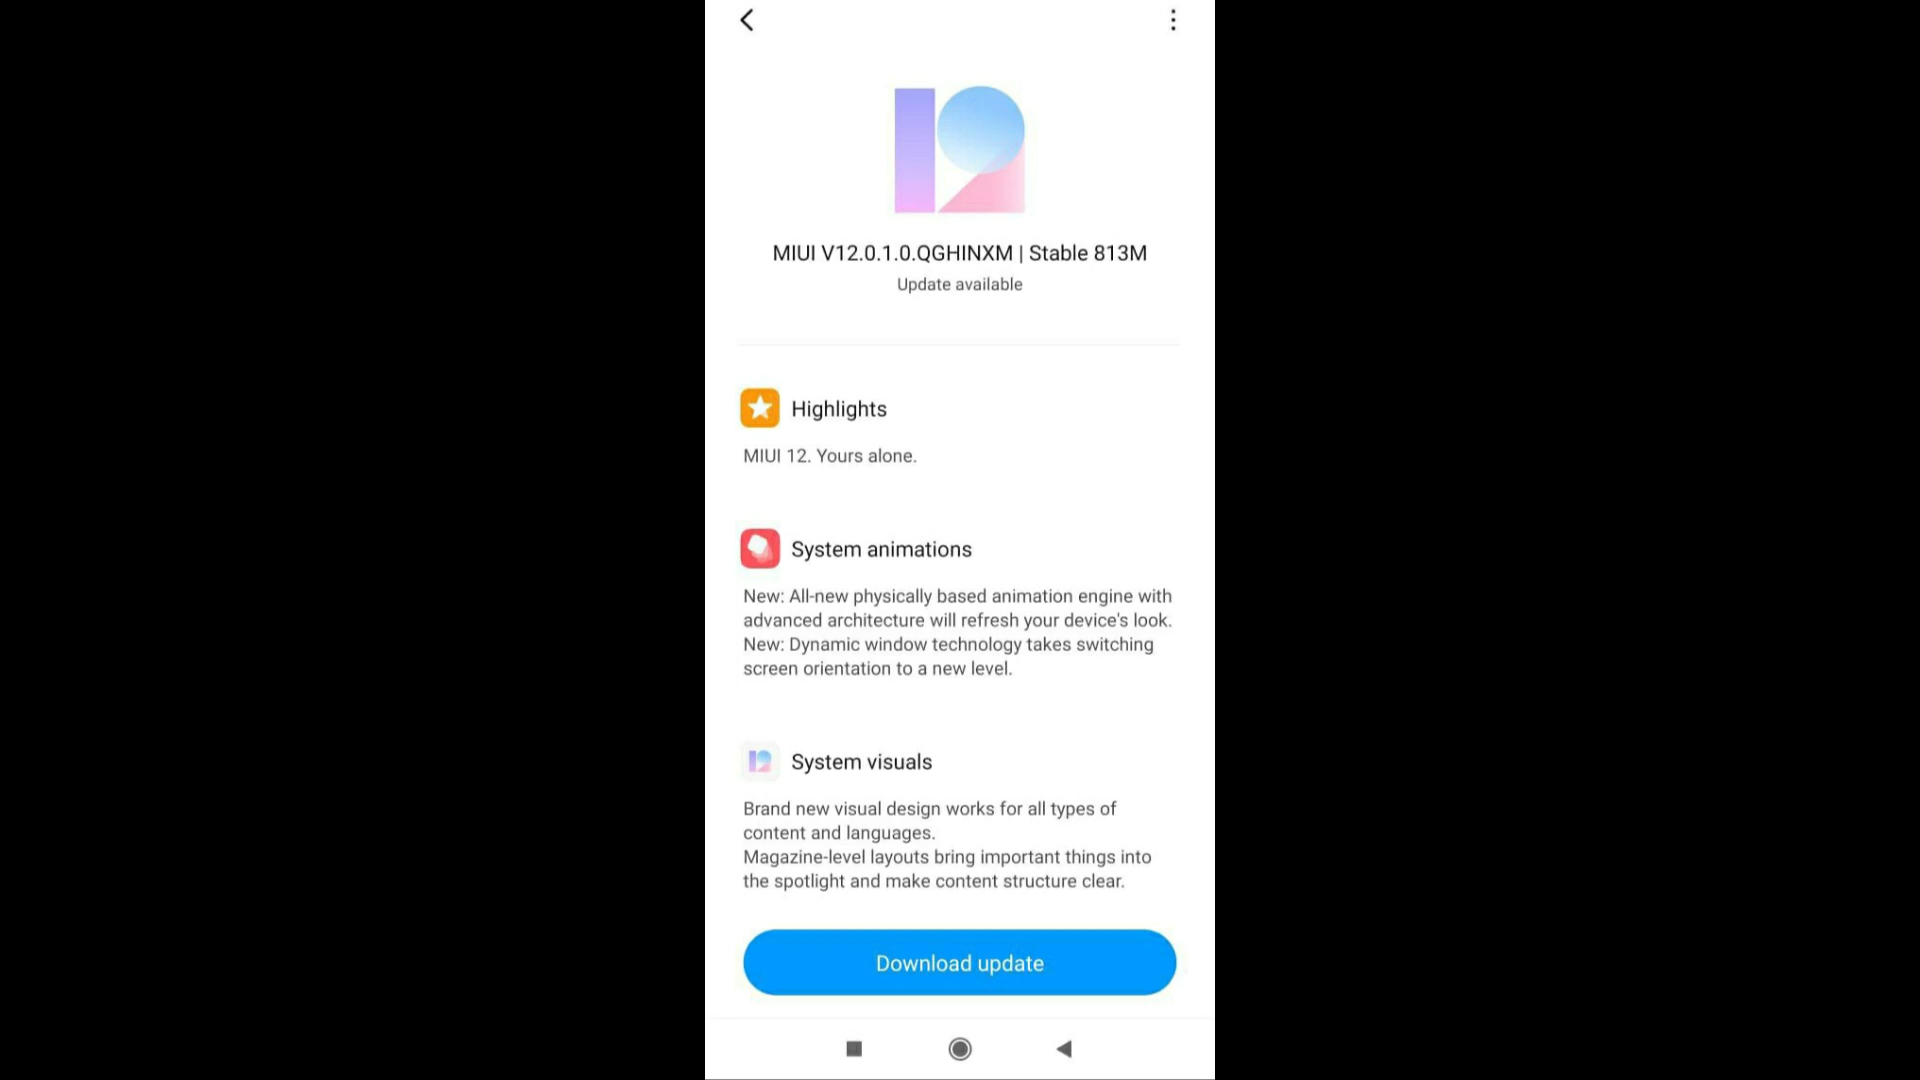 MIUI V12.0.1.0.QGHINXM | Stable 813M
Update available
Highlights
MIUI 12. Yours alone.
System animations
New: All-new physically based animation engine with
advanced architecture will refresh your device's look.
New: Dynamic window technology takes switching
screen orientation to a new level.
System visuals
Brand new visual design works for all types of
content and languages.
Magazine-level layouts bring important things into
the spotlight and make content structure clear.
Download update